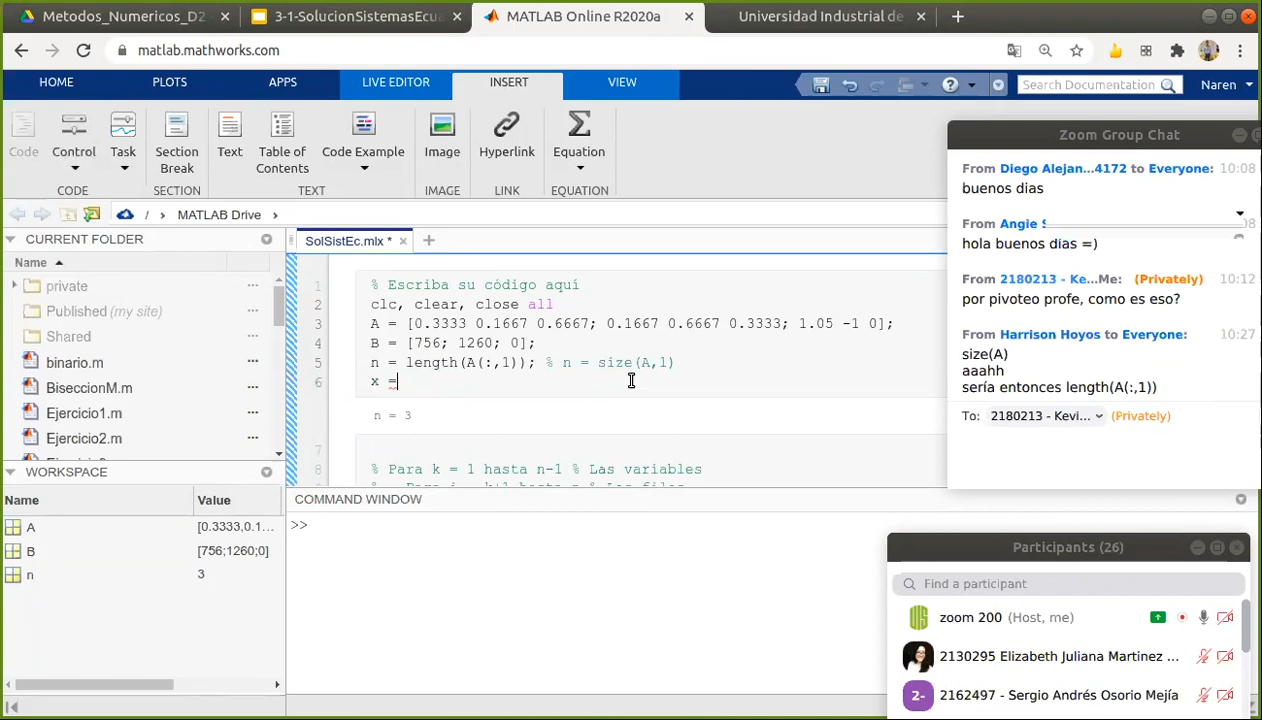 Metodos_Numericos_D2
3-1-SolucionSistemasEcua
MATLAB Online R2020a
Universidad Industrial de
matlab.mathworks.com
HOME
PLOTS
APPS
LIVE EDITOR
INSERT
VIEW
Search Documentation
Naren
Code
Control
Task
Section Break
Text
Table of Contents
Code Example
Image
Hyperlink
Equation
CODE
SECTION
TEXT
IMAGE
LINK
EQUATION
/
MATLAB Drive
CURRENT FOLDER
Name
private
Published (my site)
Shared
binario.m
BiseccionM.m
Ejercicio1.m
Ejercicio2.m
WORKSPACE
Name Value
A [0.3333,0.1...
B [756;1260;0]
n 3
SolSistEc.mlx *
1 % Escriba su código aquí
2 clc, clear, close all
3 A = [0.3333 0.1667 0.6667; 0.1667 0.6667 0.3333; 1.05 -1 0];
4 B = [756; 1260; 0];
5 n = length(A(:,1)); % n = size(A,1)
6 x =
n = 3
7
8 % Para k = 1 hasta n-1 % Las variables
COMMAND WINDOW
>>
Zoom Group Chat
From Diego Alejan...4172 to Everyone: 10:08
buenos dias
From Angie
hola buenos dias =)
From 2180213 - Ke...Me: (Privately) 10:12
por pivoteo profe, como es eso?
From Harrison Hoyos to Everyone: 10:27
size(A)
aaahh
sería entonces length(A(:,1))
To: 2180213 - Kevi... (Privately)
Participants (26)
Find a participant
zoom 200 (Host, me)
2130295 Elizabeth Juliana Martinez ...
2- 2162497 - Sergio Andrés Osorio Mejía